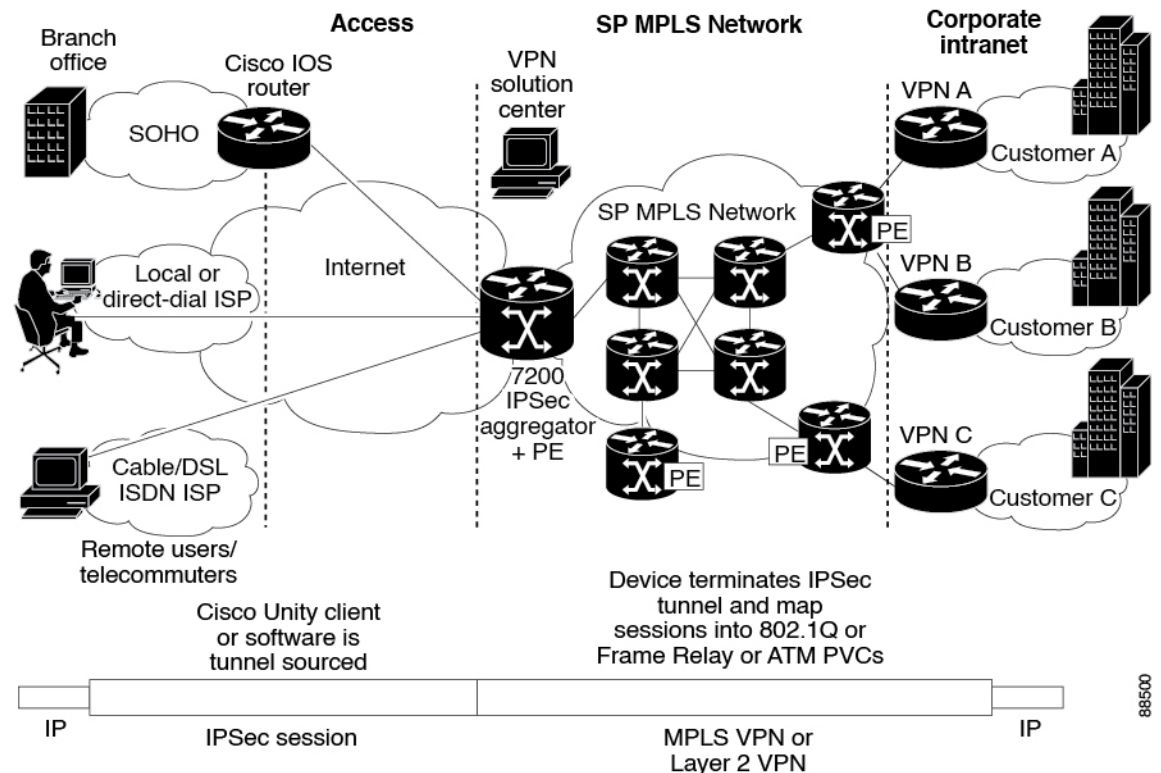 Access
SP MPLS Network
Corporate
intranet
Branch
office
Cisco IOS
router
VPN
solution
center
VPN A
SOHO
Customer A
SP MPLS Network
PE
Internet
Local or
direct-dial ISP
VPN B
Customer B
7200
IPSec
aggregator
+ PE
Cable/DSL
ISDN ISP
PE
PE
VPN C
Customer C
Remote users/
telecommuters
Cisco Unity client
or software is
tunnel sourced
Device terminates IPSec
tunnel and map
sessions into 802.1Q or
Frame Relay or ATM PVCs
IP
IPSec session
MPLS VPN or
Layer 2 VPN
IP
88500